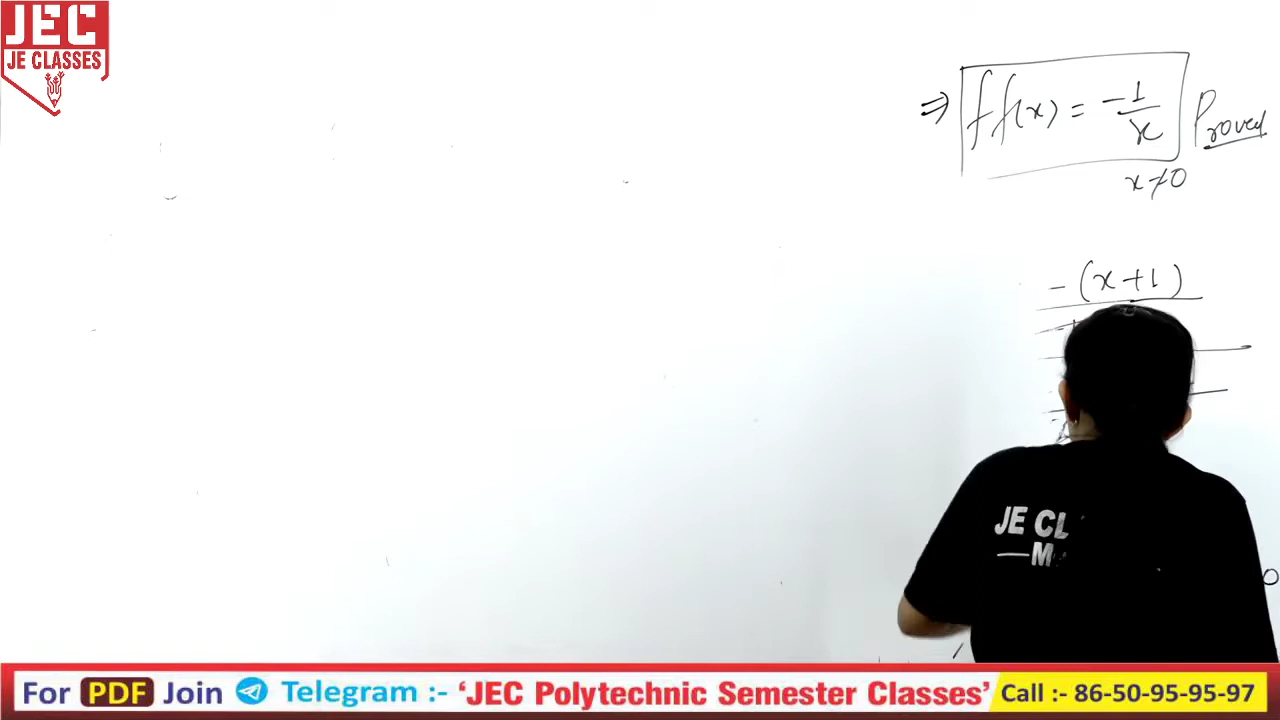 JEC
JE CLASSES
⇒ f f(x) = -1/x Proved
x≠0
-(x+1)
JE CL
M
For PDF Join Telegram :- ‘JEC Polytechnic Semester Classes’ Call :- 86-50-95-95-97